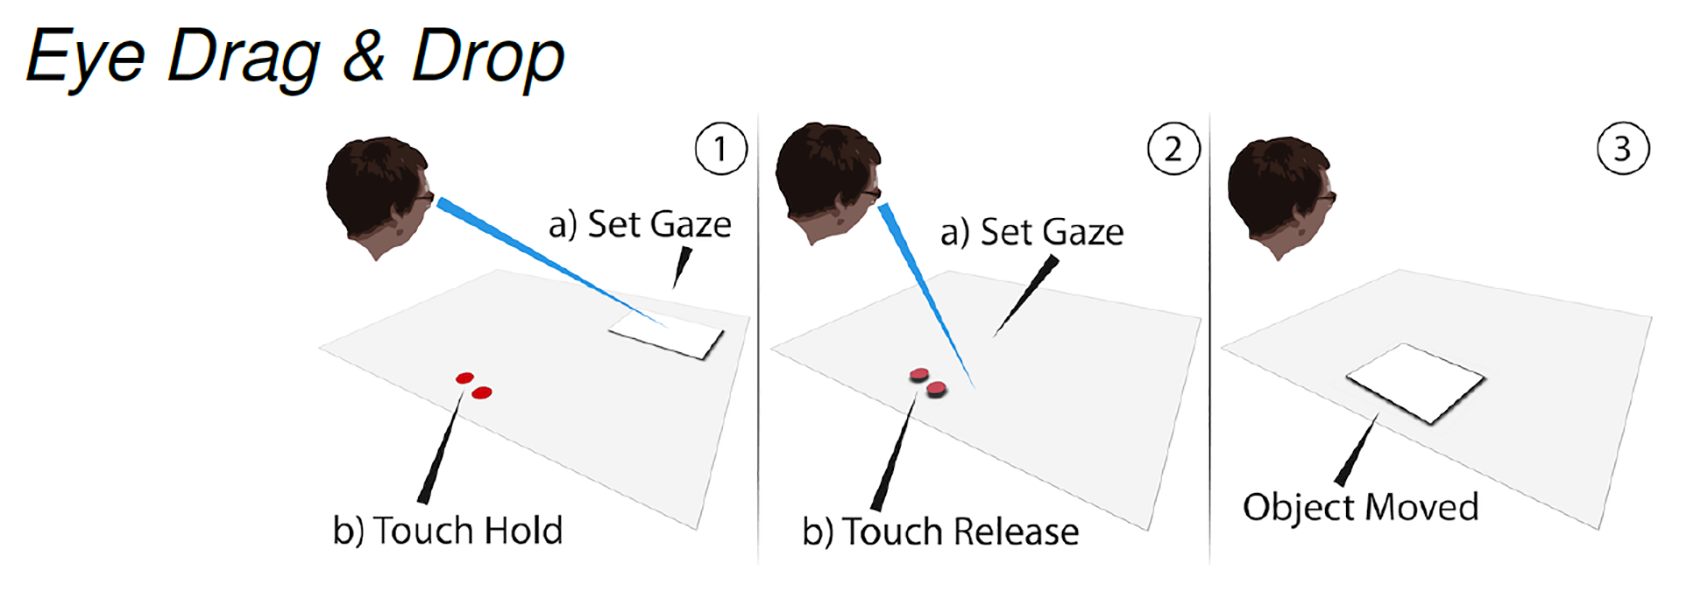 Eye Drag & Drop
1
a) Set Gaze
b) Touch Hold
2
a) Set Gaze
b) Touch Release
3
Object Moved